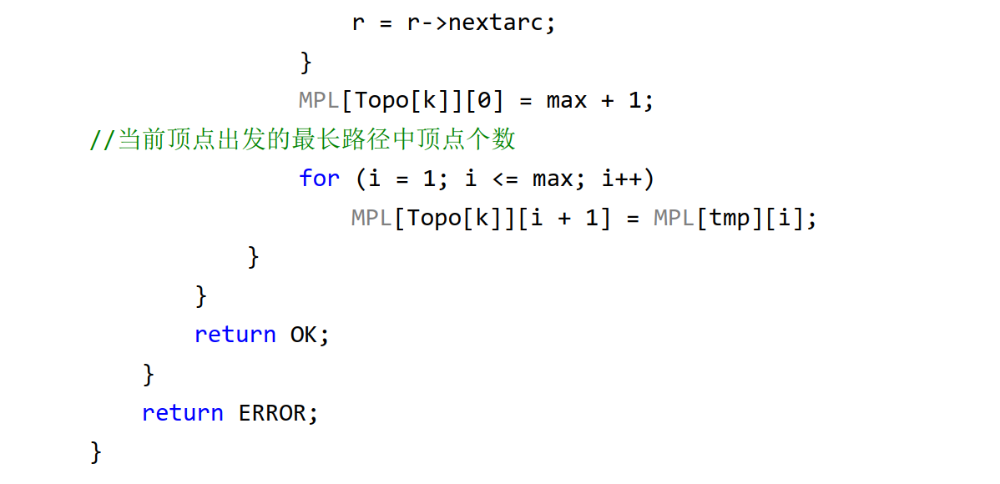 r = r->nextarc;
}
MPL[Topo[k]][0] = max + 1;
//当前顶点出发的最长路径中顶点个数
for (i = 1; i <= max; i++)
MPL[Topo[k]][i + 1] = MPL[tmp][i];
}
}
return OK;
}
return ERROR;
}